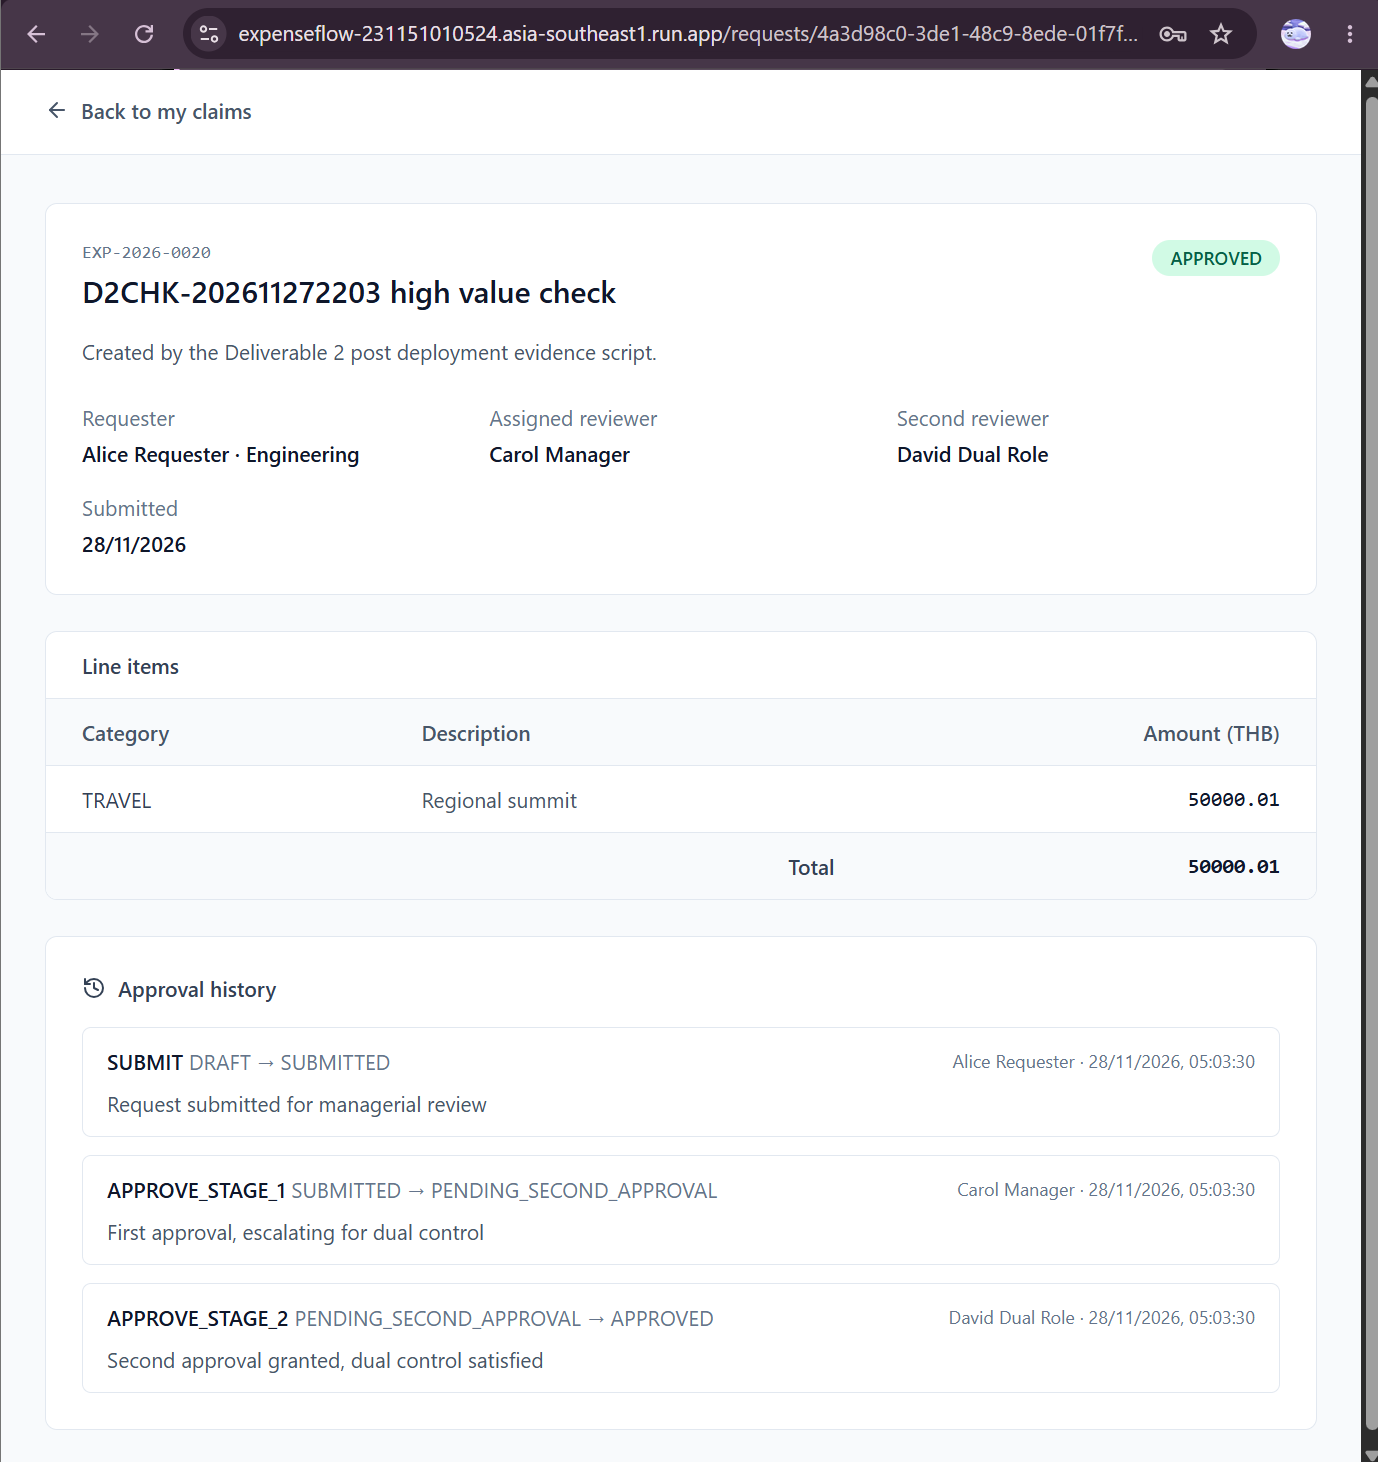 expenseflow-231151010524.asia-southeast1.run.app/requests/4a3d98c0-3de1-48c9-8ede-01f7f...
Back to my claims
EXP-2026-0020
APPROVED
D2CHK-202611272203 high value check
Created by the Deliverable 2 post deployment evidence script.
Requester Assigned reviewer Second reviewer
Alice Requester · Engineering Carol Manager David Dual Role
Submitted
28/11/2026
Line items
Category Description Amount (THB)
TRAVEL Regional summit 50000.01
Total 50000.01
Approval history
SUBMIT DRAFT → SUBMITTED Alice Requester · 28/11/2026, 05:03:30
Request submitted for managerial review
APPROVE_STAGE_1 SUBMITTED → PENDING_SECOND_APPROVAL Carol Manager · 28/11/2026, 05:03:30
First approval, escalating for dual control
APPROVE_STAGE_2 PENDING_SECOND_APPROVAL → APPROVED David Dual Role · 28/11/2026, 05:03:30
Second approval granted, dual control satisfied